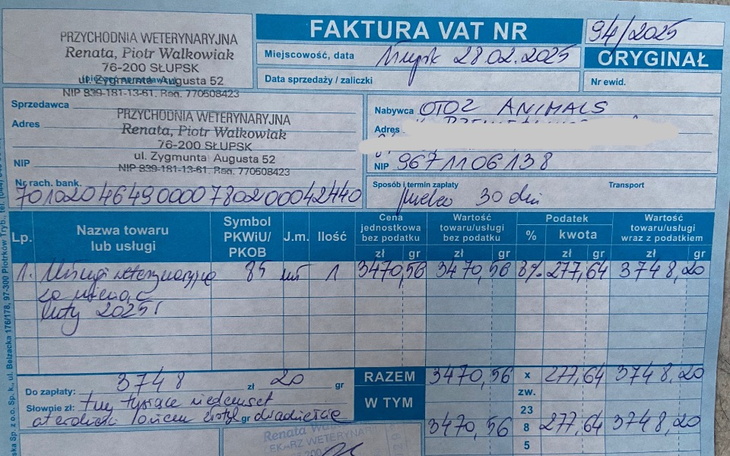 PRZYCHODNIA WETERYNARYJNA
Renata, Piotr Walkowiak
76-200 SŁUPSK
ul. Zygmunta Augusta 52
NIP 839-181-13-61, Reg. 770508423
FAKTURA VAT NR 94/2025
Miejscowość, data Słupsk 28.02.2025 ORYGINAŁ
Data sprzedaży / zaliczki Nr ewid.
Sprzedawca
Adres
PRZYCHODNIA WETERYNARYJNA
Renata, Piotr Walkowiak
76-200 SŁUPSK
ul. Zygmunta Augusta 52
NIP 839-181-13-61, Reg. 770508423
NIP
Nr rach. bank.
70102046490000780200042440
Nabywca OTOZ ANIMALS
Adres
NIP 9671106138
Sposób i termin zapłaty Transport
przelew 30 dni
Lp. Nazwa towaru lub usługi Symbol PKWiU/ PKOB J.m. Ilość Cena jednostkowa bez podatku Wartość towaru/usługi bez podatku Podatek Wartość towaru/usługi wraz z podatkiem
zł gr zł gr % kwota zł gr
1. Usługi weterynaryjne 85 1 3470,56 3470,56 8% 277,64 3748,20
za miesiąc
luty 2025r
Do zapłaty: 3748 zł 20 gr
Słownie zł: trzy tysiące siedemset
czterdzieści osiem złotych gr dwadzieścia
RAZEM 3470,56 x 277,64 3748,20
W TYM zw.
23
3470,56 8 277,64 3748,20
5
Renata